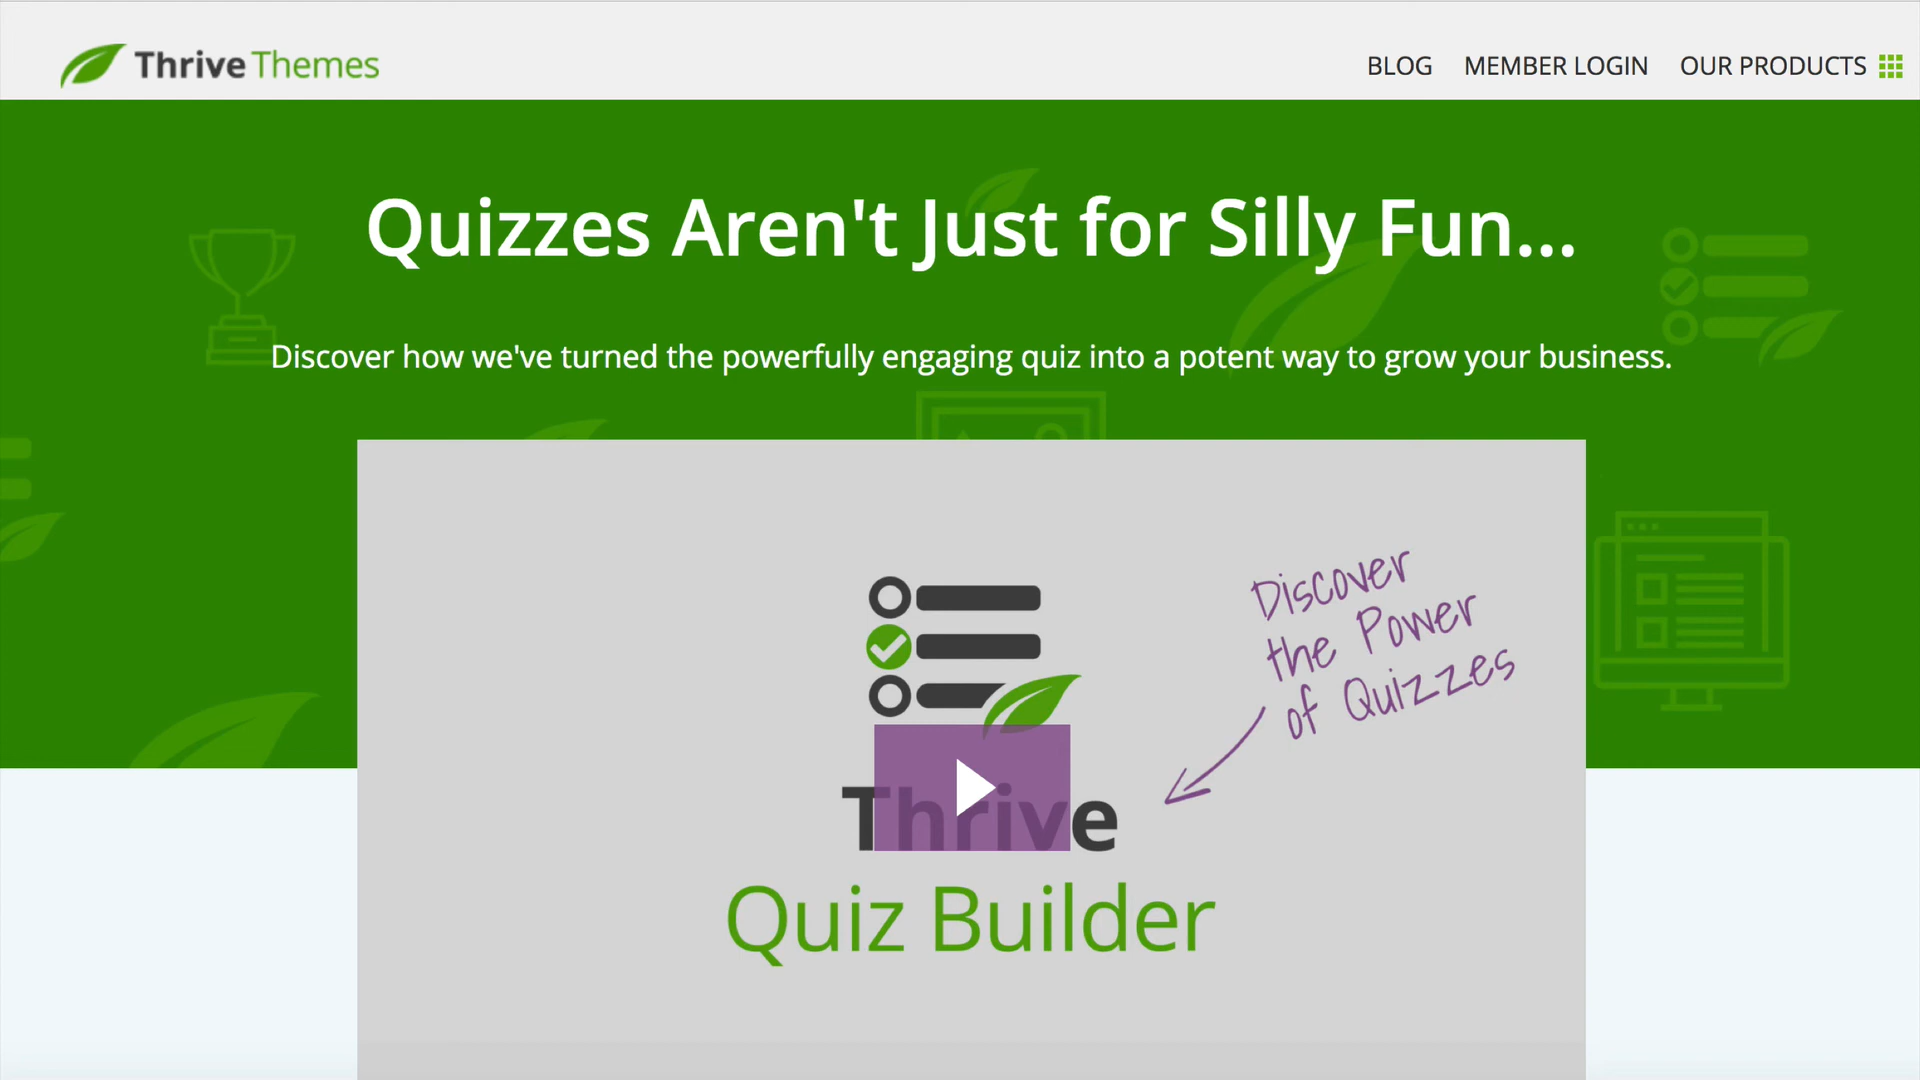 Thrive Themes
BLOG MEMBER LOGIN OUR PRODUCTS
Quizzes Aren't Just for Silly Fun...
Discover how we've turned the powerfully engaging quiz into a potent way to grow your business.
Discover
the Power
of Quizzes
Thrive
Quiz Builder